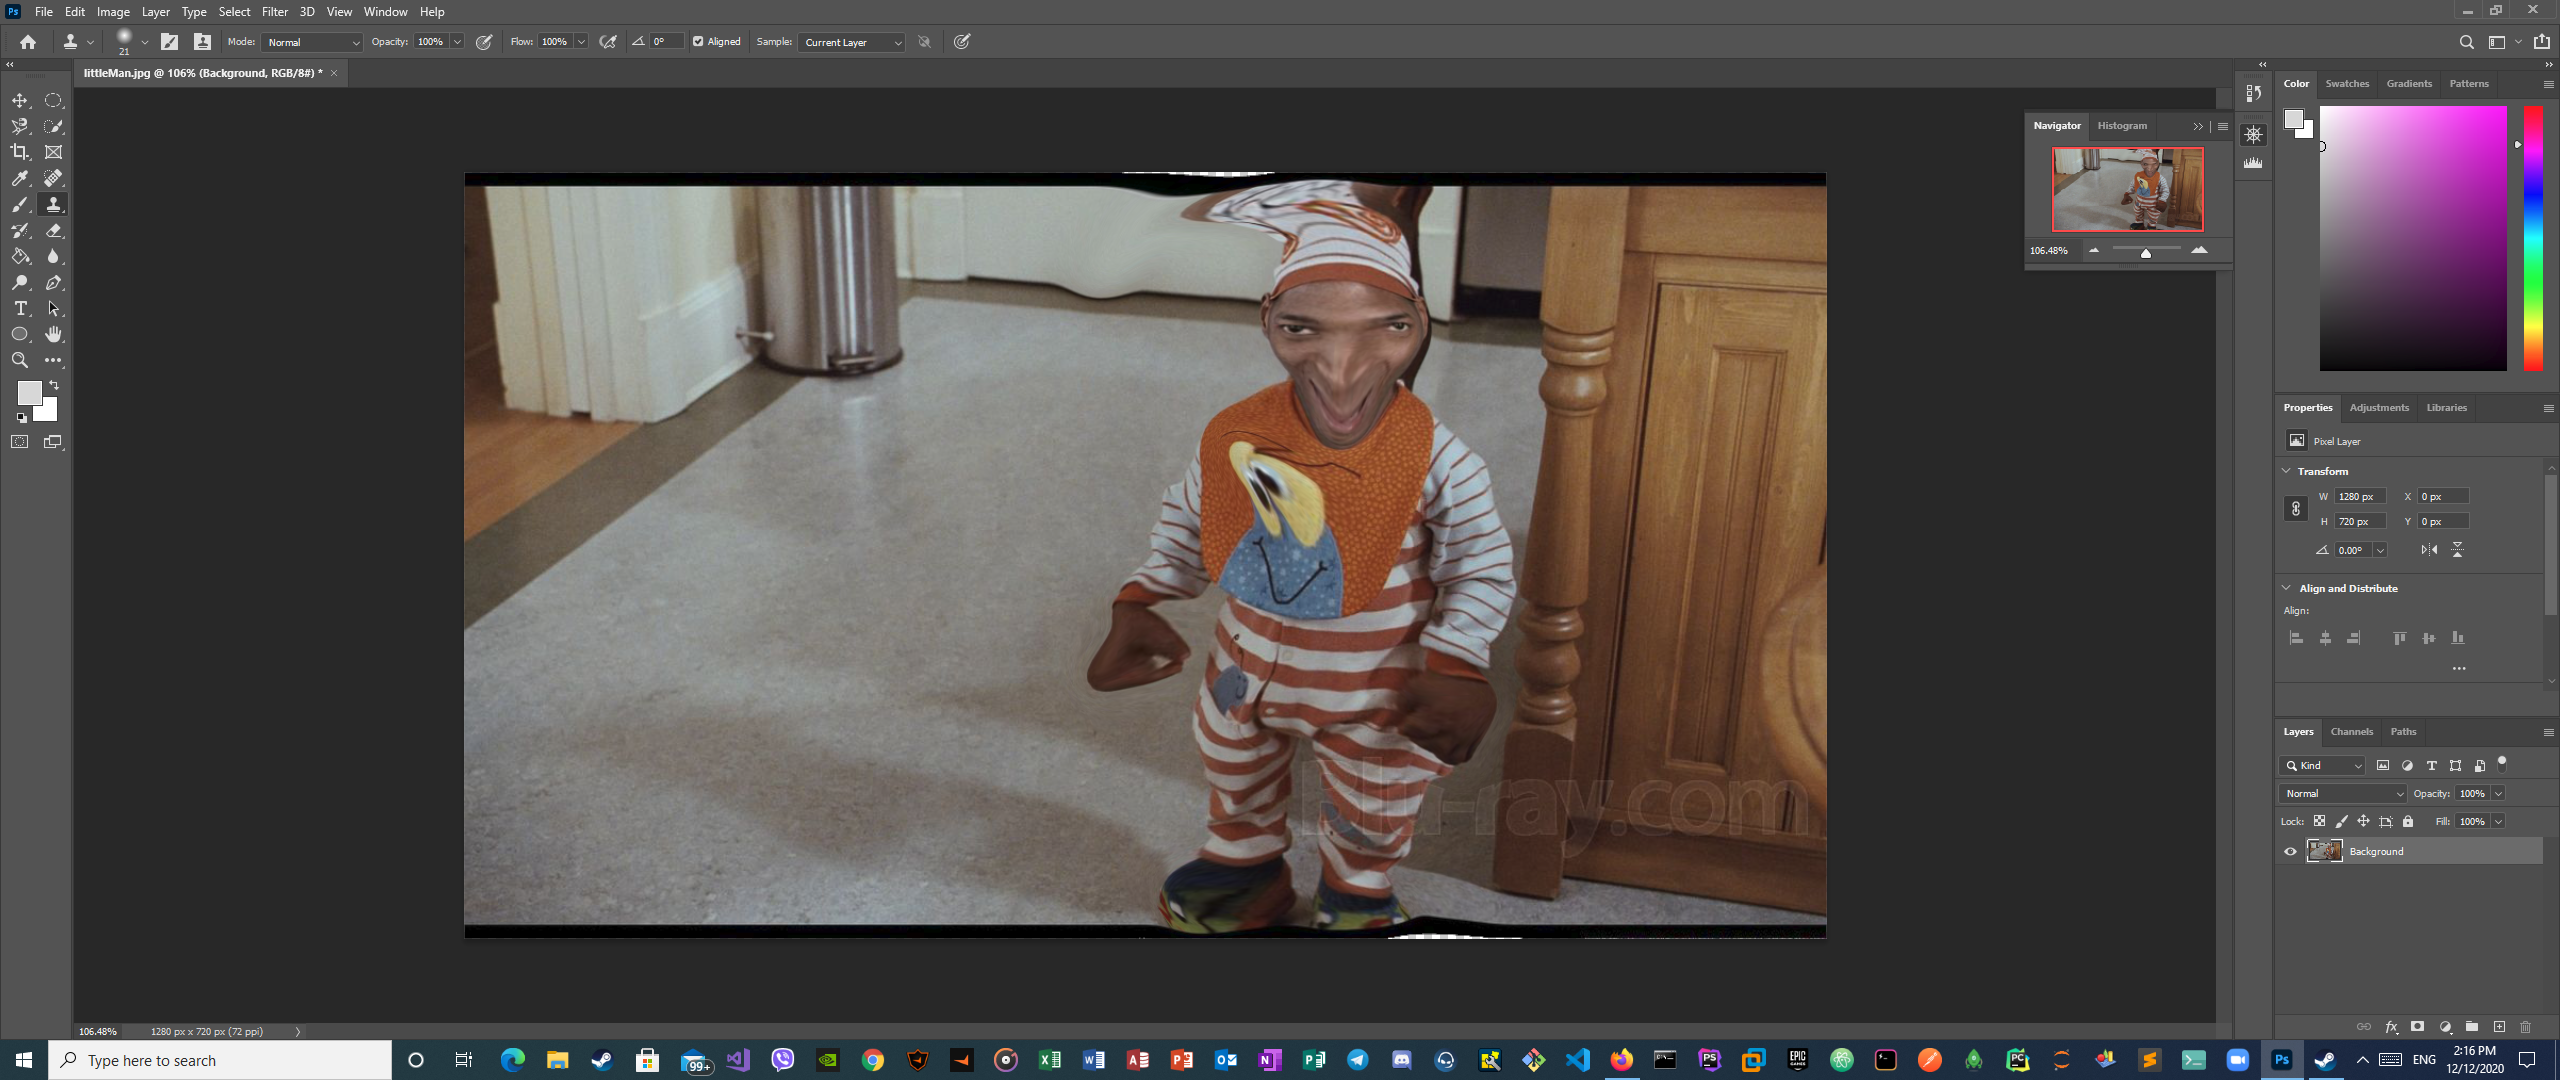 File Edit Image Layer Type Select Filter 3D View Window Help
21 Mode: Normal Opacity: 100% Flow: 100% 0° Aligned Sample: Current Layer
littleMan.jpg @ 106% (Background, RGB/8#) * ×
Navigator Histogram
106.48%
Color Swatches Gradients Patterns
Properties Adjustments Libraries
Pixel Layer
Transform
W 1280 px X 0 px
H 720 px Y 0 px
0.00°
Align and Distribute
Align:
Layers Channels Paths
Kind
Normal Opacity: 100%
Lock: Fill: 100%
Background
Blu-ray.com
106.48% 1280 px x 720 px (72 ppi)
Type here to search
99+
ENG
2:16 PM
12/12/2020